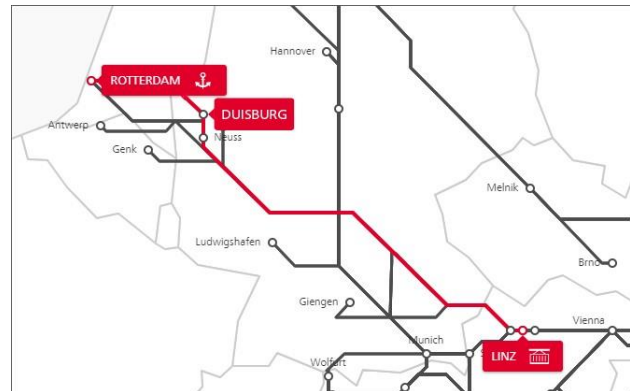 Hannover
ROTTERDAM
DUISBURG
Antwerp
Neuss
Genk
Melnik
Ludwigshafen
Brno
Giengen
Vienna
Munich
LINZ
Wolfurt